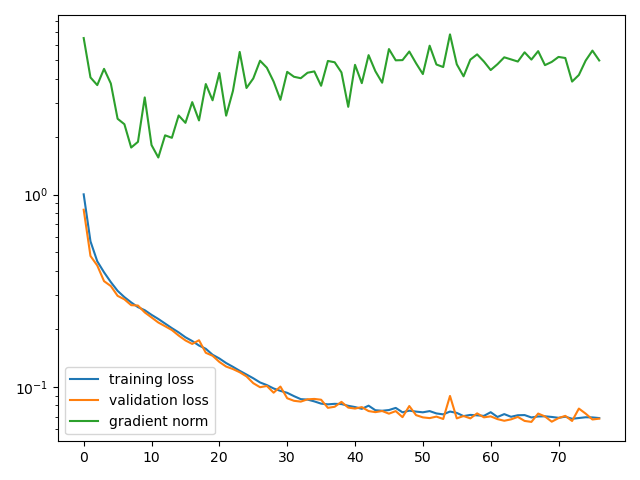 10⁰
10⁻¹
training loss
validation loss
gradient norm
0 10 20 30 40 50 60 70